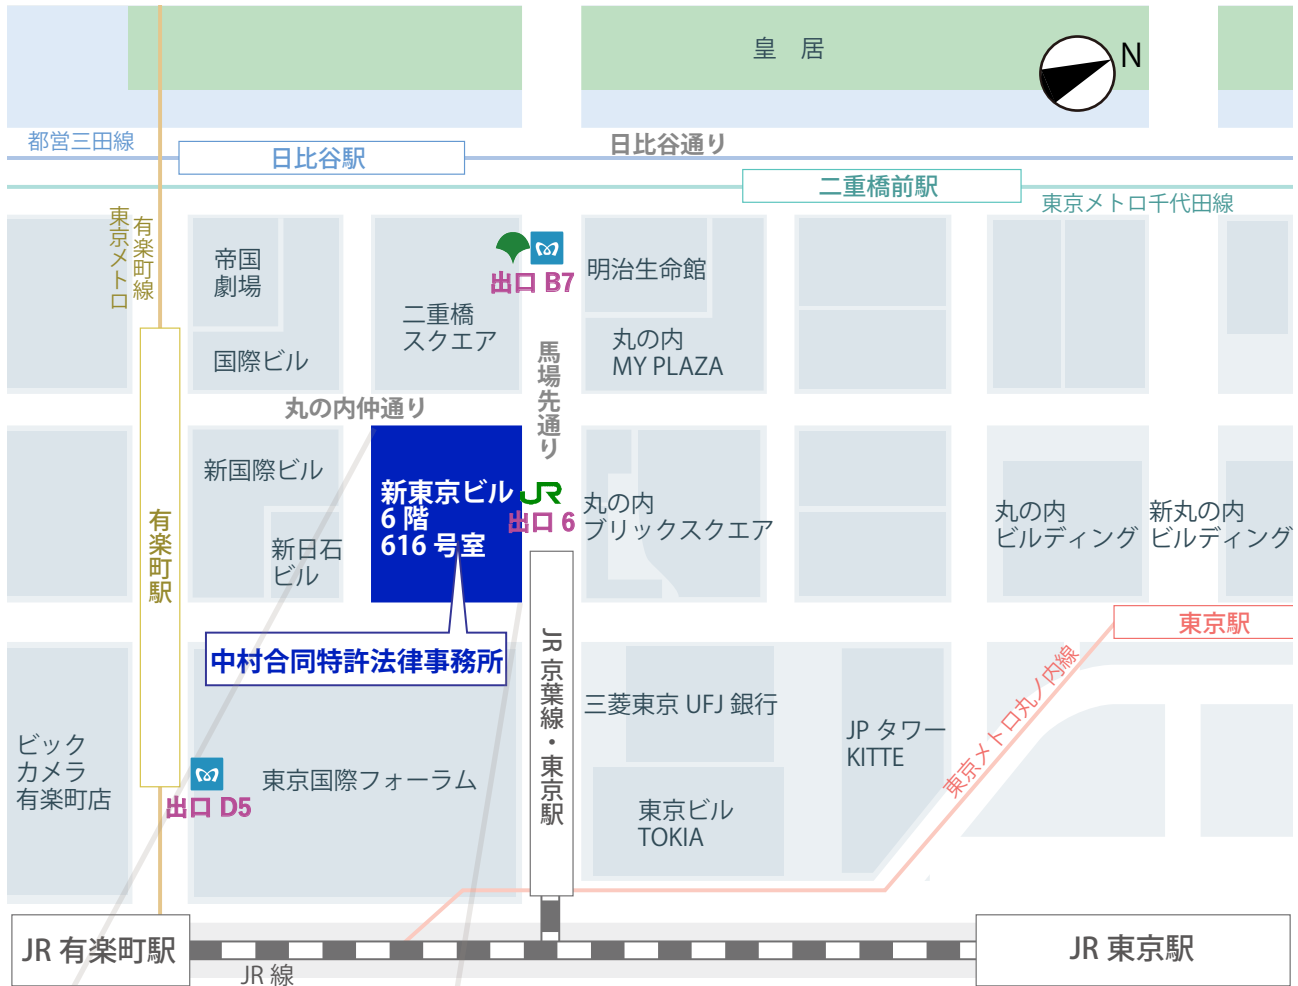 皇 居
N
都営三田線
日比谷駅
日比谷通り
二重橋前駅
東京メトロ千代田線
東京メトロ
有楽町線
帝国
劇場
国際ビル
二重橋
スクエア
出口 B7
明治生命館
丸の内
MY PLAZA
馬場先通り
丸の内仲通り
新国際ビル
新日石
ビル
新東京ビル
6 階
616 号室
JR
出口 6
丸の内
ブリックスクエア
丸の内
ビルディング
新丸の内
ビルディング
有楽町駅
中村合同特許法律事務所
東京駅
東京メトロ丸ノ内線
JR 京葉線・東京駅
三菱東京 UFJ 銀行
JP タワー
KITTE
東京ビル
TOKIA
ビック
カメラ
有楽町店
出口 D5
東京国際フォーラム
JR 有楽町駅
JR 線
JR 東京駅